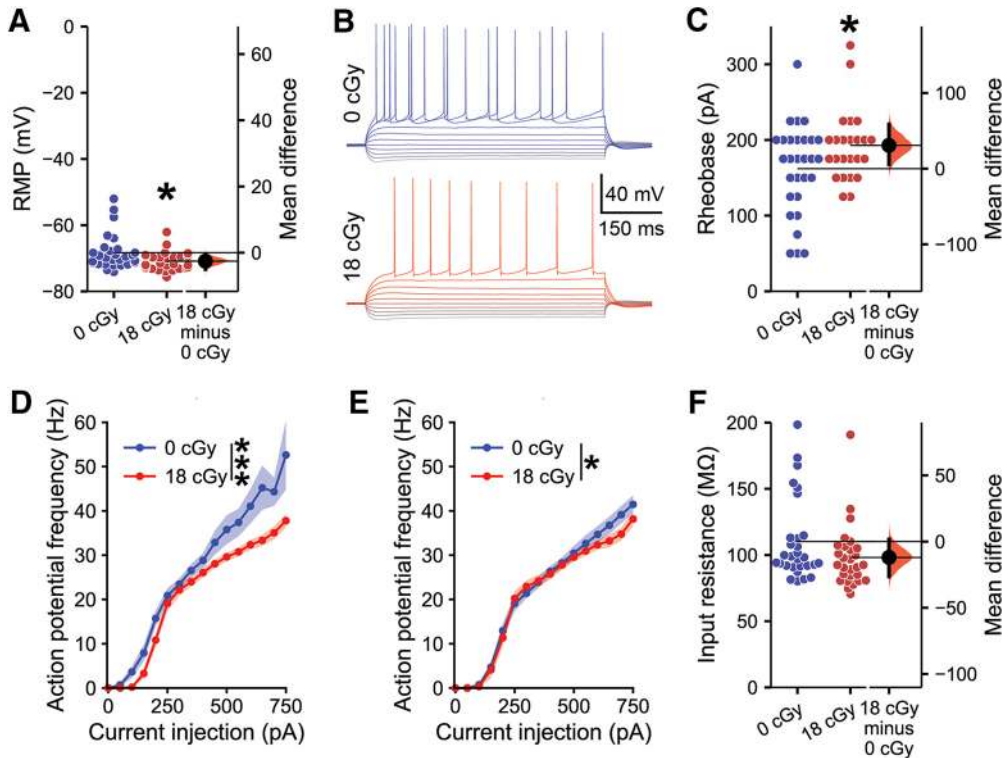 A
RMP (mV)
0
−20
−40
−60
−80
*
60
40
20
0
Mean difference
0 cGy
18 cGy
18 cGy
minus
0 cGy
B
0 cGy
18 cGy
40 mV
150 ms
C
Rheobase (pA)
300
200
100
0
*
100
0
−100
Mean difference
0 cGy
18 cGy
18 cGy
minus
0 cGy
D
Action potential frequency (Hz)
60
50
40
30
20
10
0
0 cGy
18 cGy
***
0
250
500
750
Current injection (pA)
E
Action potential frequency (Hz)
60
50
40
30
20
10
0
0 cGy
18 cGy
*
0
250
500
750
Current injection (pA)
F
Input resistance (MΩ)
200
150
100
50
0
50
0
−50
−100
Mean difference
0 cGy
18 cGy
18 cGy
minus
0 cGy